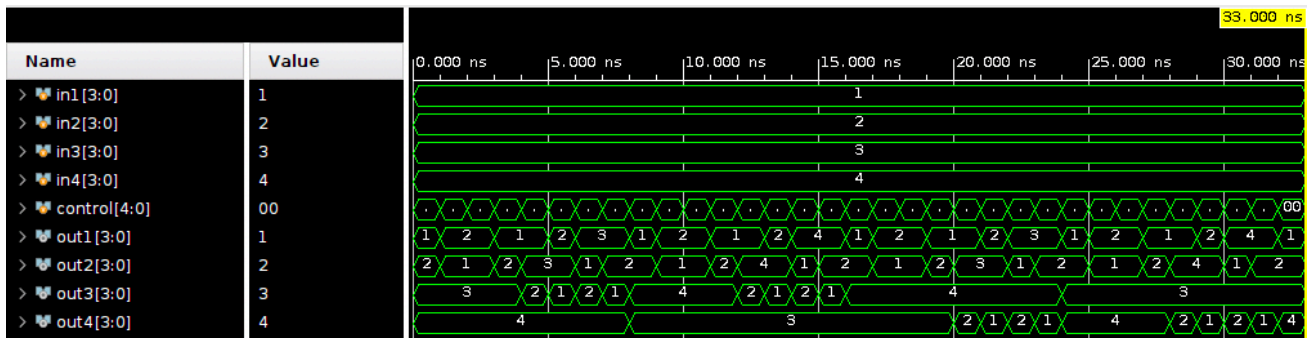 33.000 ns
Name Value 0.000 ns 5.000 ns 10.000 ns 15.000 ns 20.000 ns 25.000 ns 30.000 ns
> in1[3:0] 1 1
> in2[3:0] 2 2
> in3[3:0] 3 3
> in4[3:0] 4 4
> control[4:0] 00 . . . . . . . . . . . . . . . . . . . . . . . . . . . . . . . . 00
> out1[3:0] 1 1 2 1 2 3 1 2 1 2 4 1 2 1 2 3 1 2 1 2 4 1
> out2[3:0] 2 2 1 2 3 1 2 1 2 4 1 2 1 2 3 1 2 1 2 4 1 2
> out3[3:0] 3 3 2 1 2 1 4 2 1 2 1 4 3
> out4[3:0] 4 4 3 2 1 2 1 4 2 1 2 1 4